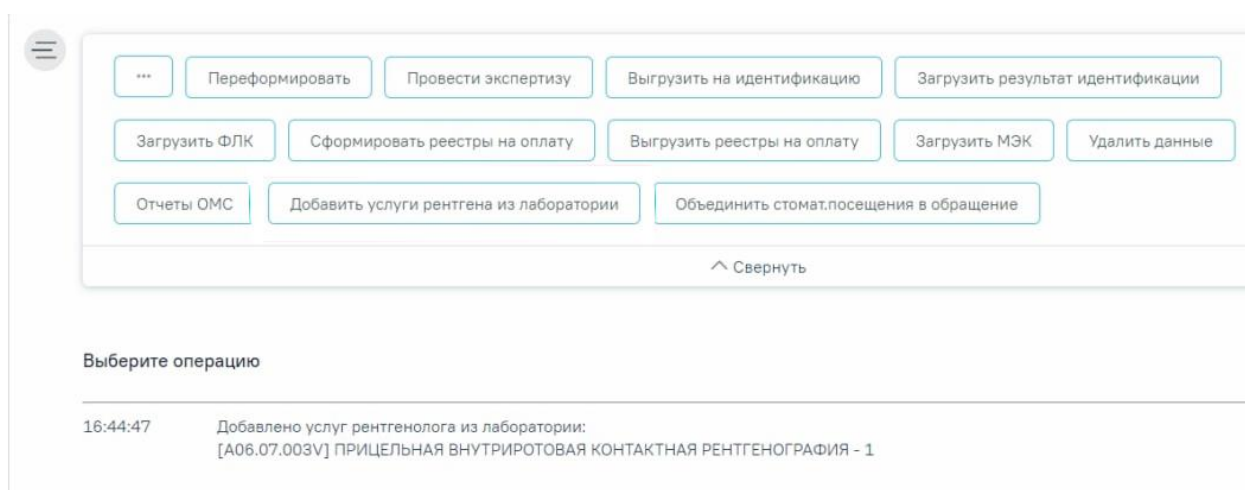 ...
Переформировать
Провести экспертизу
Выгрузить на идентификацию
Загрузить результат идентификации
Загрузить ФЛК
Сформировать реестры на оплату
Выгрузить реестры на оплату
Загрузить МЭК
Удалить данные
Отчеты ОМС
Добавить услуги рентгена из лаборатории
Объединить стомат.посещения в обращение
Свернуть
Выберите операцию
16:44:47 Добавлено услуг рентгенолога из лаборатории:
[A06.07.003V] ПРИЦЕЛЬНАЯ ВНУТРИРОТОВАЯ КОНТАКТНАЯ РЕНТГЕНОГРАФИЯ - 1